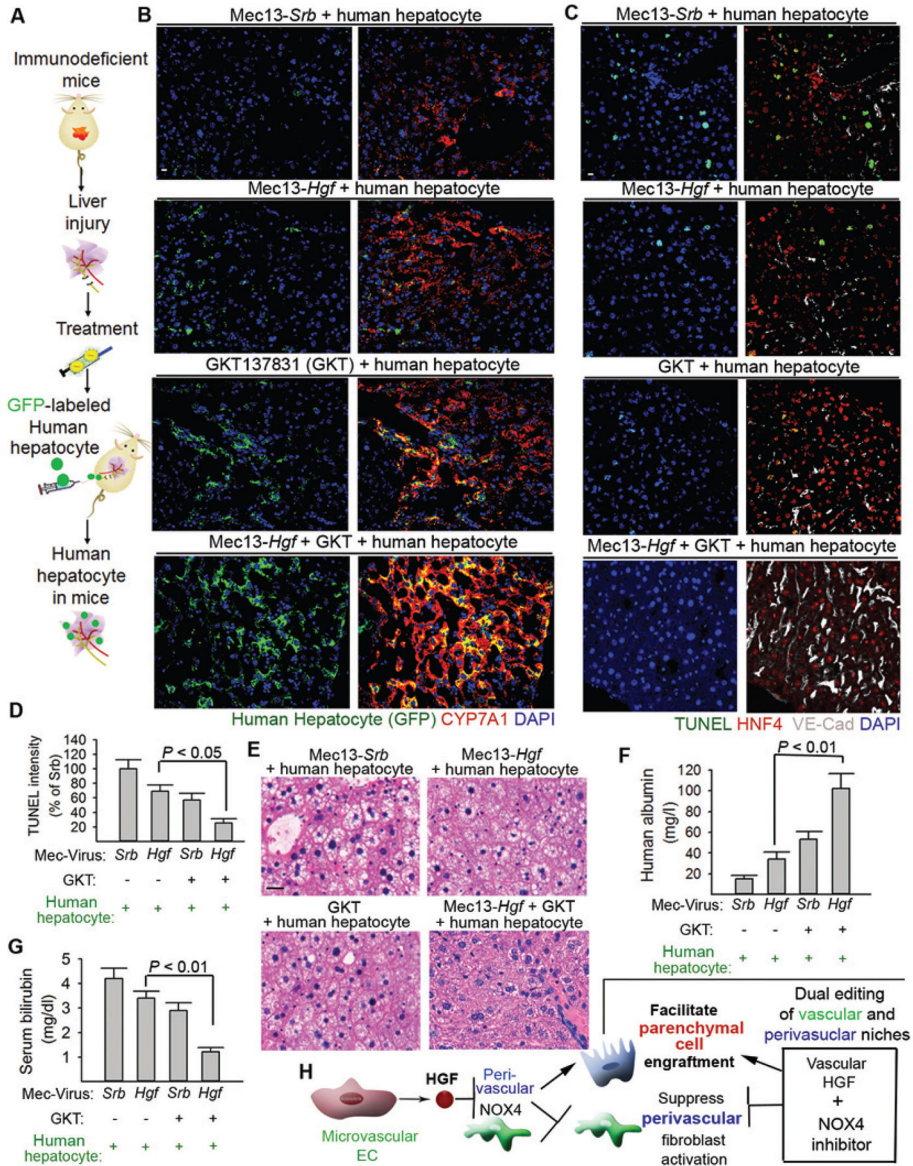 A
Immunodeficient
mice
Liver
injury
Treatment
GFP-labeled
Human
hepatocyte
Human
hepatocyte
in mice
B
Mec13-Srb + human hepatocyte
Mec13-Hgf + human hepatocyte
GKT137831 (GKT) + human hepatocyte
Mec13-Hgf + GKT + human hepatocyte
Human Hepatocyte (GFP) CYP7A1 DAPI
C
Mec13-Srb + human hepatocyte
Mec13-Hgf + human hepatocyte
GKT + human hepatocyte
Mec13-Hgf + GKT + human hepatocyte
TUNEL HNF4 VE-Cad DAPI
D
TUNEL intensity
(% of Srb)
120
100
80
60
40
20
P < 0.05
Mec-Virus: Srb Hgf Srb Hgf
GKT: - - + +
Human
hepatocyte: + + + +
E
Mec13-Srb
+ human hepatocyte
Mec13-Hgf
+ human hepatocyte
GKT
+ human hepatocyte
Mec13-Hgf + GKT
+ human hepatocyte
F
Human albumin
(mg/l)
120
100
80
60
40
20
P < 0.01
Mec-Virus: Srb Hgf Srb Hgf
GKT: - - + +
Human
hepatocyte: + + + +
G
Serum bilirubin
(mg/dl)
5
4
3
2
1
P < 0.01
Mec-Virus: Srb Hgf Srb Hgf
GKT: - - + +
Human
hepatocyte: + + + +
H
Microvascular
EC
HGF
Peri-
vascular
NOX4
Facilitate
parenchymal
cell
engraftment
Suppress
perivascular
fibroblast
activation
Dual editing
of vascular and
perivasuclar niches
Vascular
HGF
+
NOX4
inhibitor